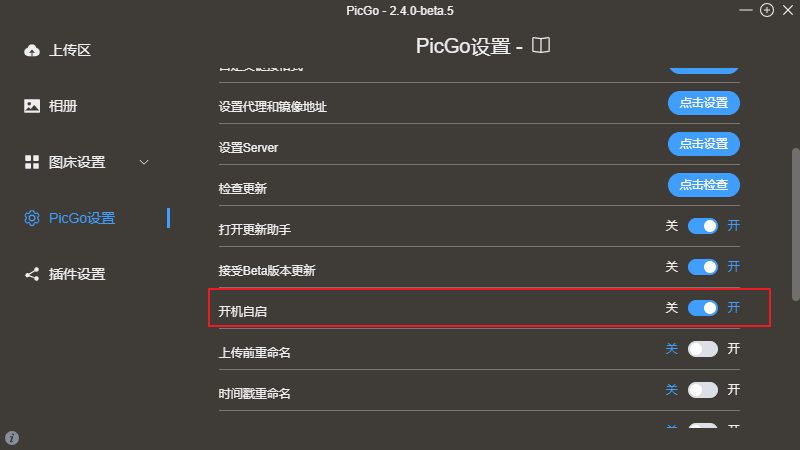 PicGo - 2.4.0-beta.5
上传区
相册
图床设置
PicGo设置
插件设置
PicGo设置 -
设置代理和镜像地址 点击设置
设置Server 点击设置
检查更新 点击检查
打开更新助手 关 开
接受Beta版本更新 关 开
开机自启 关 开
上传前重命名 关 开
时间戳重命名 关 开